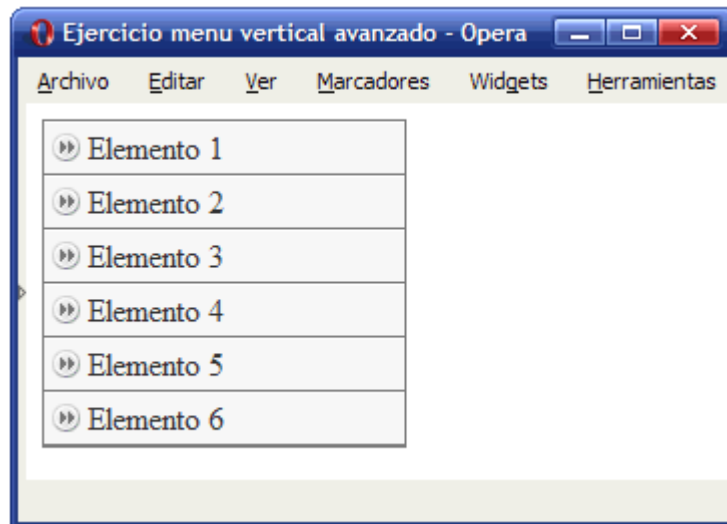 Ejercicio menu vertical avanzado - Opera
Archivo Editar Ver Marcadores Widgets Herramientas
Elemento 1
Elemento 2
Elemento 3
Elemento 4
Elemento 5
Elemento 6